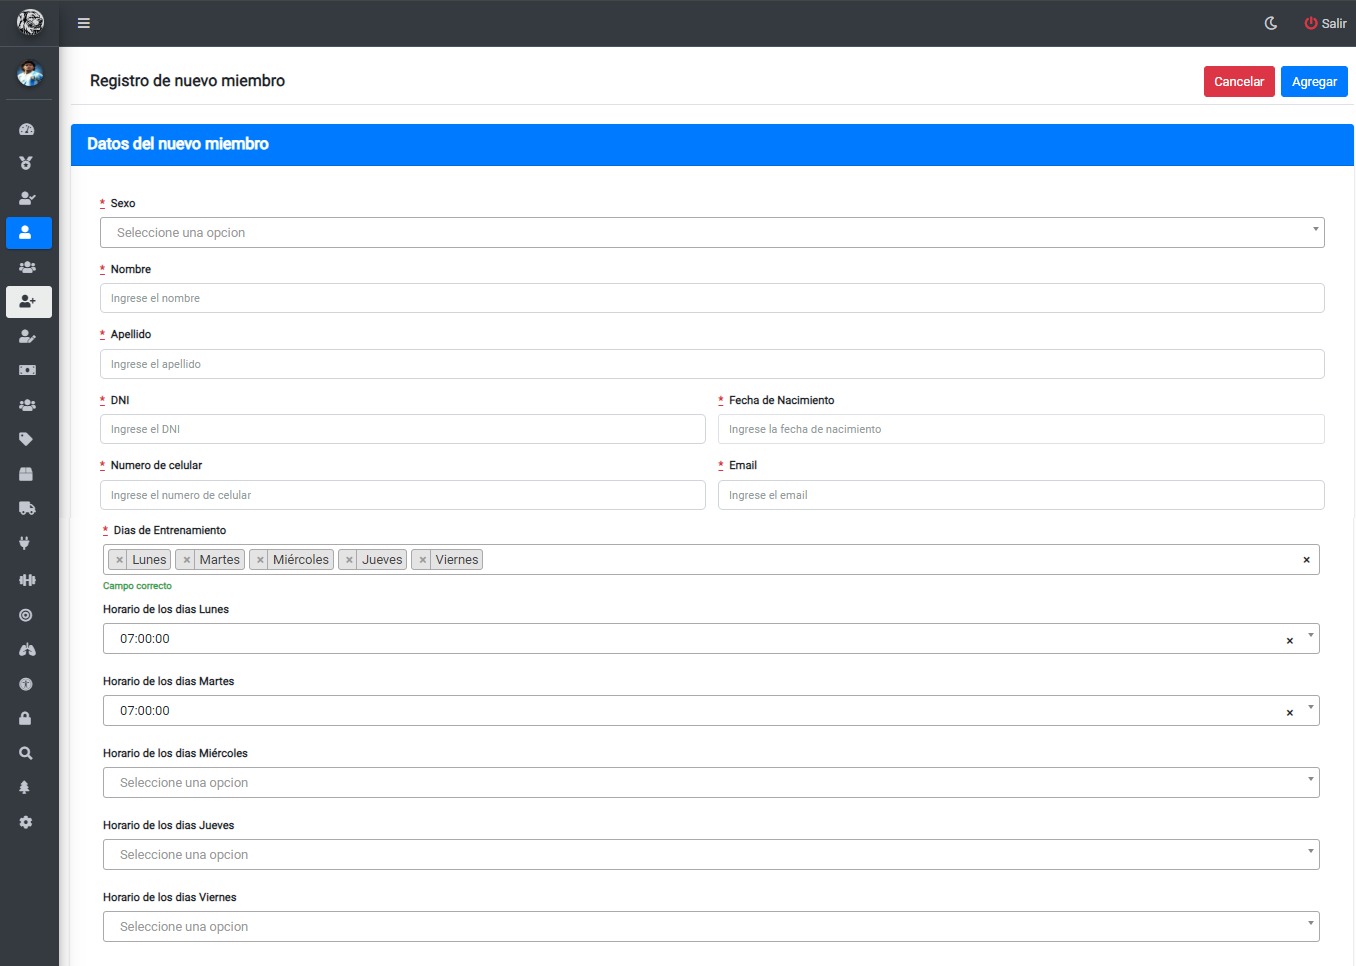 Salir
Registro de nuevo miembro
Cancelar
Agregar
Datos del nuevo miembro
* Sexo
Seleccione una opcion
* Nombre
Ingrese el nombre
* Apellido
Ingrese el apellido
* DNI
Ingrese el DNI
* Fecha de Nacimiento
Ingrese la fecha de nacimiento
* Numero de celular
Ingrese el numero de celular
* Email
Ingrese el email
* Dias de Entrenamiento
× Lunes × Martes × Miércoles × Jueves × Viernes ×
Campo correcto
Horario de los dias Lunes
07:00:00 ×
Horario de los dias Martes
07:00:00 ×
Horario de los dias Miércoles
Seleccione una opcion
Horario de los dias Jueves
Seleccione una opcion
Horario de los dias Viernes
Seleccione una opcion